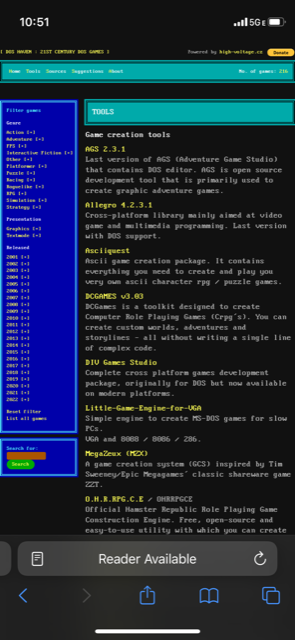 10:51
5GE
[ DOS HAVEN : 21ST CENTURY DOS GAMES ]
Powered by high-voltage.cz
Donate
Home Tools Sources Suggestions About
No. of games: 216
Filter games
Genre
Action [+]
Adventure [+]
FPS [+]
Interactive Fiction [+]
Other [+]
Platformer [+]
Puzzle [+]
Racing [+]
Roguelike [+]
RPG [+]
Simulation [+]
Strategy [+]
Presentation
Graphics [+]
Textmode [+]
Released
2001 [+]
2002 [+]
2003 [+]
2004 [+]
2005 [+]
2006 [+]
2007 [+]
2008 [+]
2009 [+]
2010 [+]
2011 [+]
2012 [+]
2013 [+]
2014 [+]
2015 [+]
2016 [+]
2017 [+]
2018 [+]
2019 [+]
2020 [+]
2021 [+]
2022 [+]
Reset filter
List all games
Search for:
Search
TOOLS
Game creation tools
AGS 2.3.1
Last version of AGS (Adventure Game Studio)
that contains DOS editor. AGS is open source
development tool that is primarily used to
create graphic adventure games.
Allegro 4.2.3.1
Cross-platform library mainly aimed at video
game and multimedia programming. Last version
with DOS support.
Asciiquest
Ascii game creation package. It contains
everything you need to create and play you
very own ascii character rpg / puzzle games.
DCGAMES v3.03
DCGames is a toolkit designed to create
Computer Role Playing Games (Crpg's). You can
create custom worlds, adventures and
storylines - all without writing a single line
of complex code.
DIV Games Studio
Complete cross platform games development
package, originally for DOS but now available
on modern platforms.
Little-Game-Engine-for-VGA
Simple engine to create MS-DOS games for slow
PCs.
VGA and 8088 / 8086 / 286.
MegaZeux (MZX)
A game creation system (GCS) inspired by Tim
Sweeney/Epic Megagames' classic shareware game
ZZT.
O.H.R.RPG.C.E / OHRRPGCE
Official Hamster Republic Role Playing Game
Construction Engine. Free, open-source and
easy-to-use utility with which you can create
Reader Available